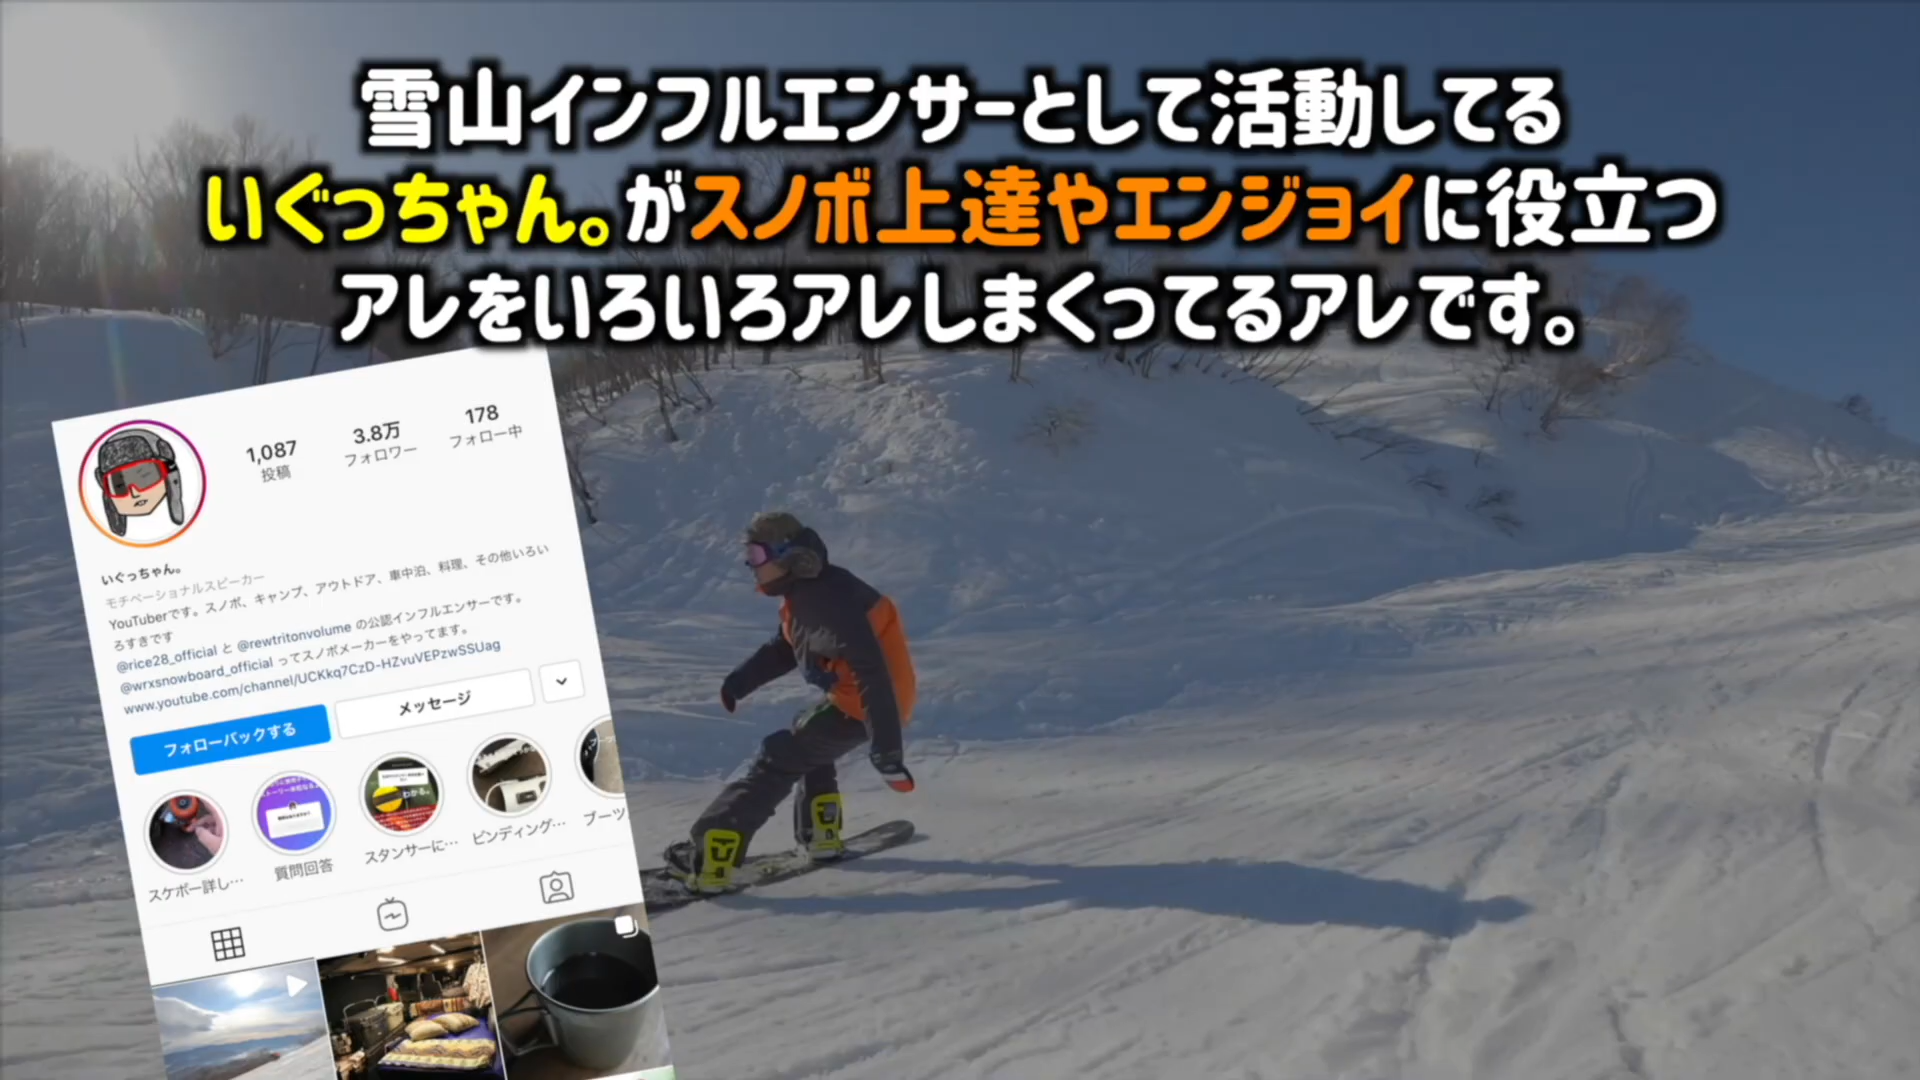 雪山インフルエンサーとして活動してる
いぐっちゃん。がスノボ上達やエンジョイに役立つ
アレをいろいろアレしまくってるアレです。
1,087
投稿
3.8万
フォロワー
178
フォロー中
いぐっちゃん。
モチベーショナルスピーカー
YouTuberです。スノボ、キャンプ、アウトドア、車中泊、料理、その他いろい
ろすきです
@rice28_official と @rewtritonvolume の公認インフルエンサーです。
@wrxsnowboard_official ってスノボメーカーをやってます。
www.youtube.com/channel/UCKkq7CzD-HZvuVEPzwSSUag
フォローバックする
メッセージ
わかる。
スケボー詳し…
質問回答
スタンサーに…
ビンディング…
ブーツ